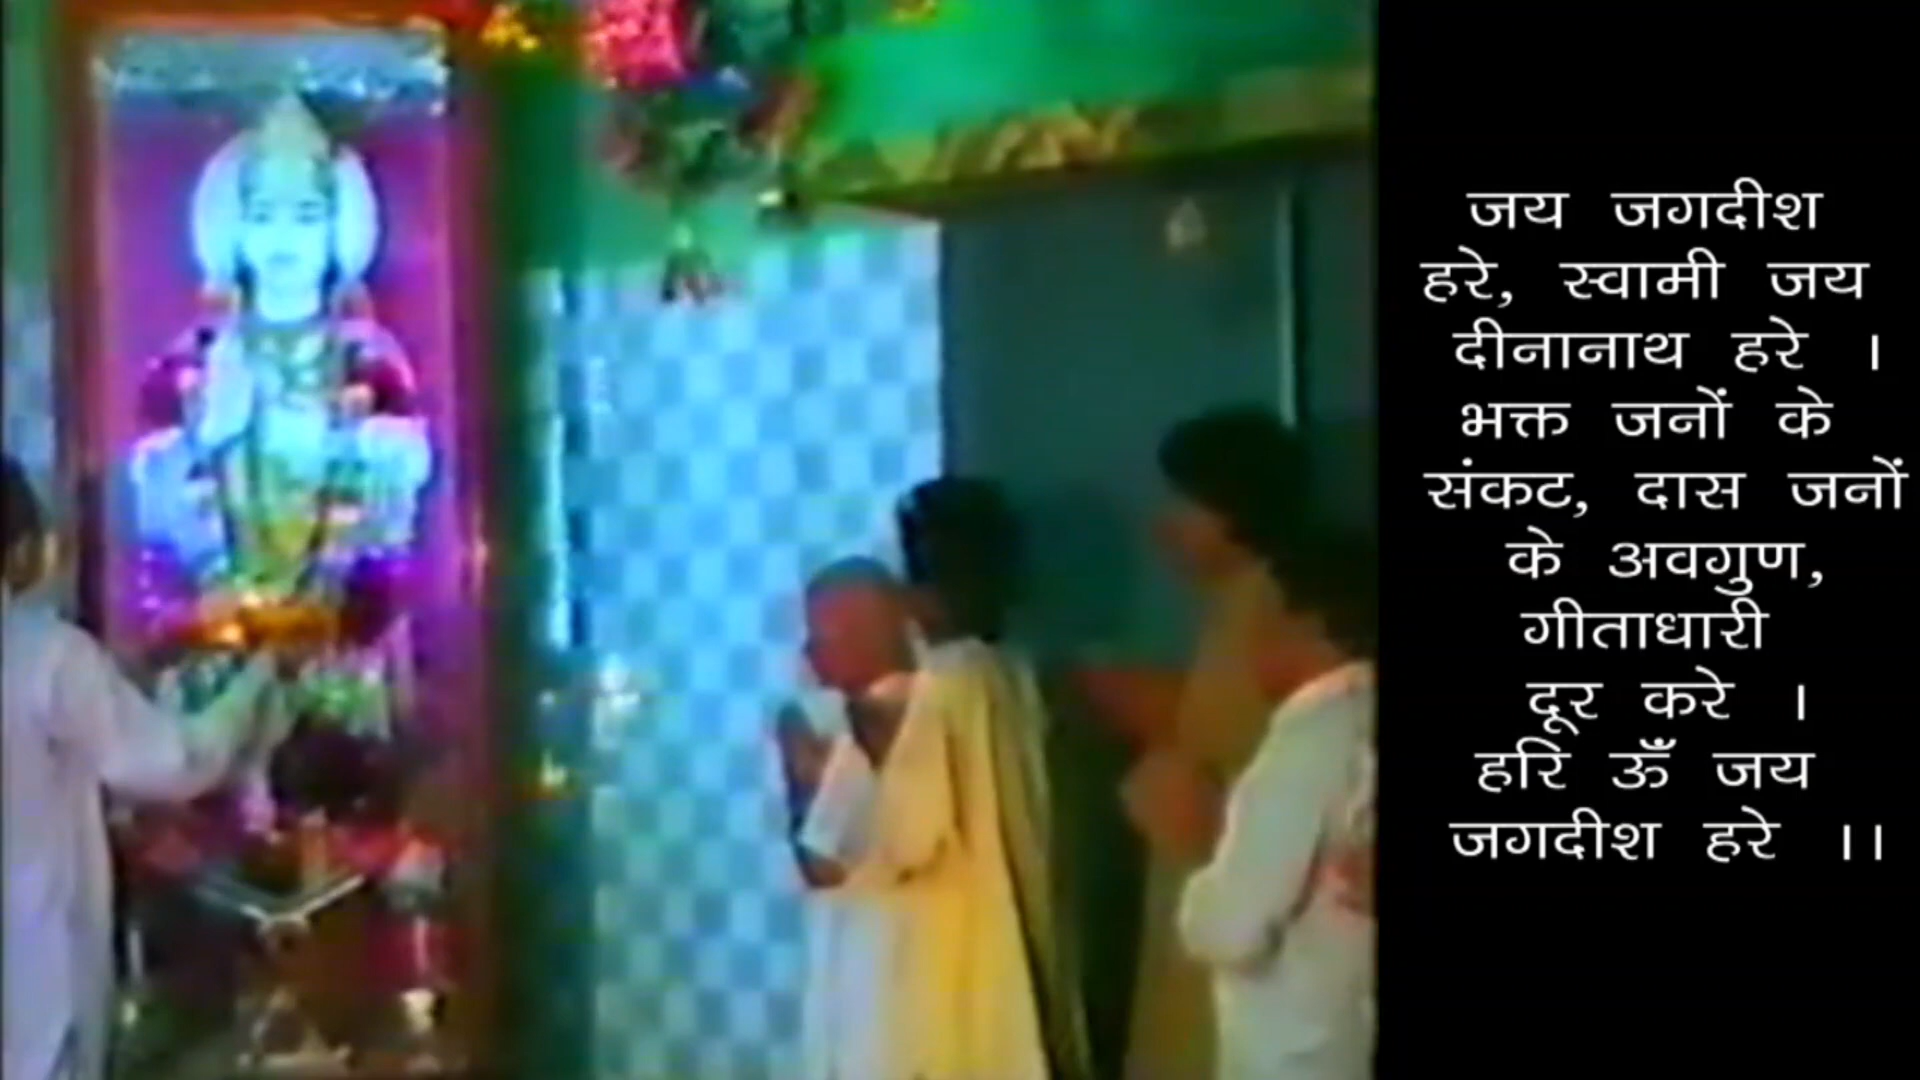 जय जगदीश
हरे, स्वामी जय
दीनानाथ हरे ।
भक्त जनों के
संकट, दास जनों
के अवगुण,
गीताधारी
दूर करे ।
हरि ऊँ जय
जगदीश हरे ।।